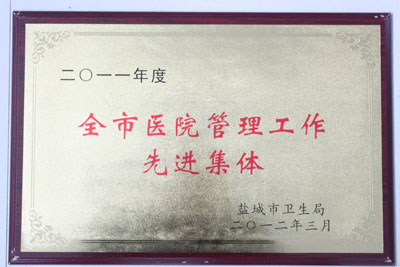 二〇一一年度
全市医院管理工作
先进集体
盐城市卫生局
二〇一二年三月